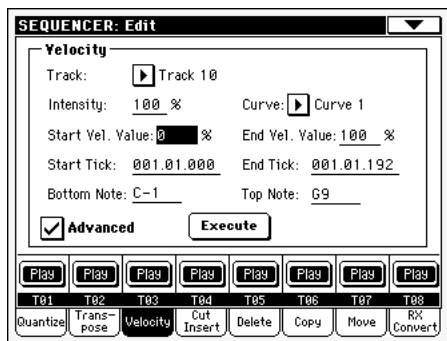 SEQUENCER: Edit
Velocity
Track: Track 10
Intensity: 100 % Curve: Curve 1
Start Vel. Value: 0 % End Vel. Value: 100 %
Start Tick: 001.01.000 End Tick: 001.01.192
Bottom Note: C-1 Top Note: G9
Advanced Execute
Play Play Play Play Play Play Play Play
T01 T02 T03 T04 T05 T06 T07 T08
Quantize Trans- Velocity Cut Delete Copy Move RX
pose Insert Convert